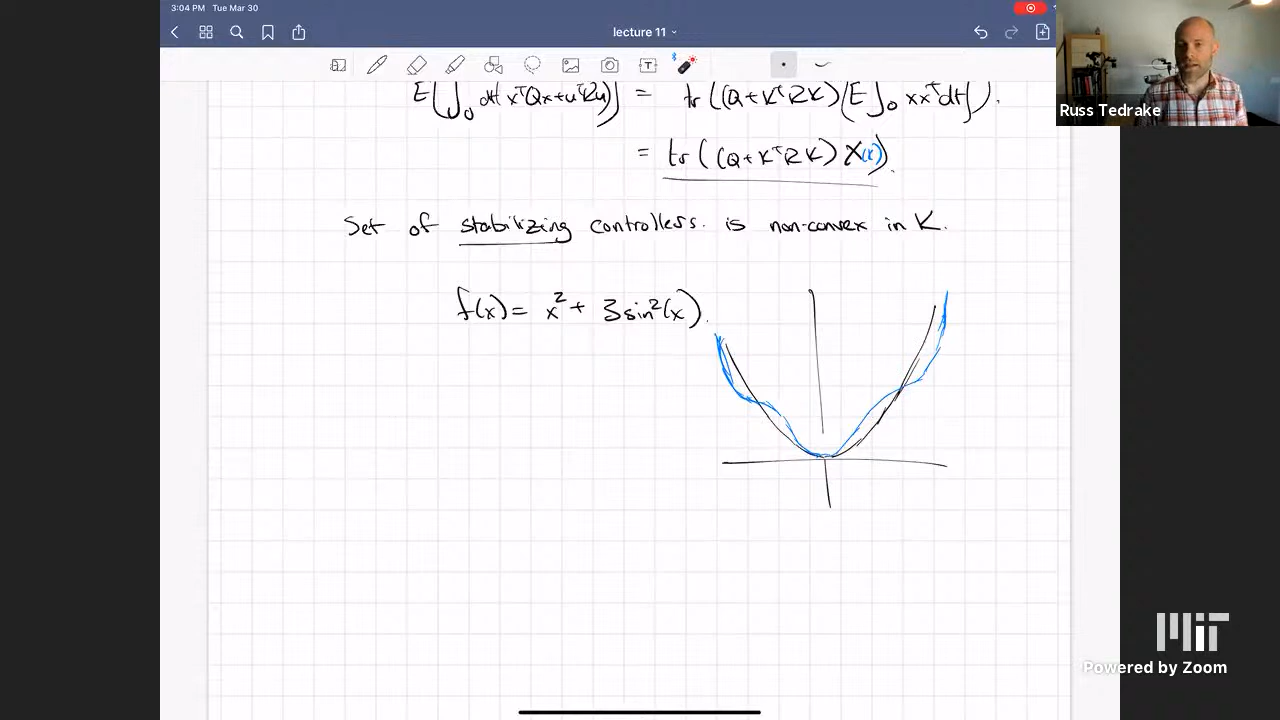 3:04 PM Tue Mar 30
lecture 11
E[∫₀ dt(xᵀQx+uᵀRu)] = tr((Q+KᵀRK)(E∫₀ xxᵀdt)).
= tr((Q+KᵀRK) X(K)).
Set of stabilizing controllers. is non-convex in K.
f(x) = x² + 3sin²(x).
Russ Tedrake
MIT
Powered by Zoom